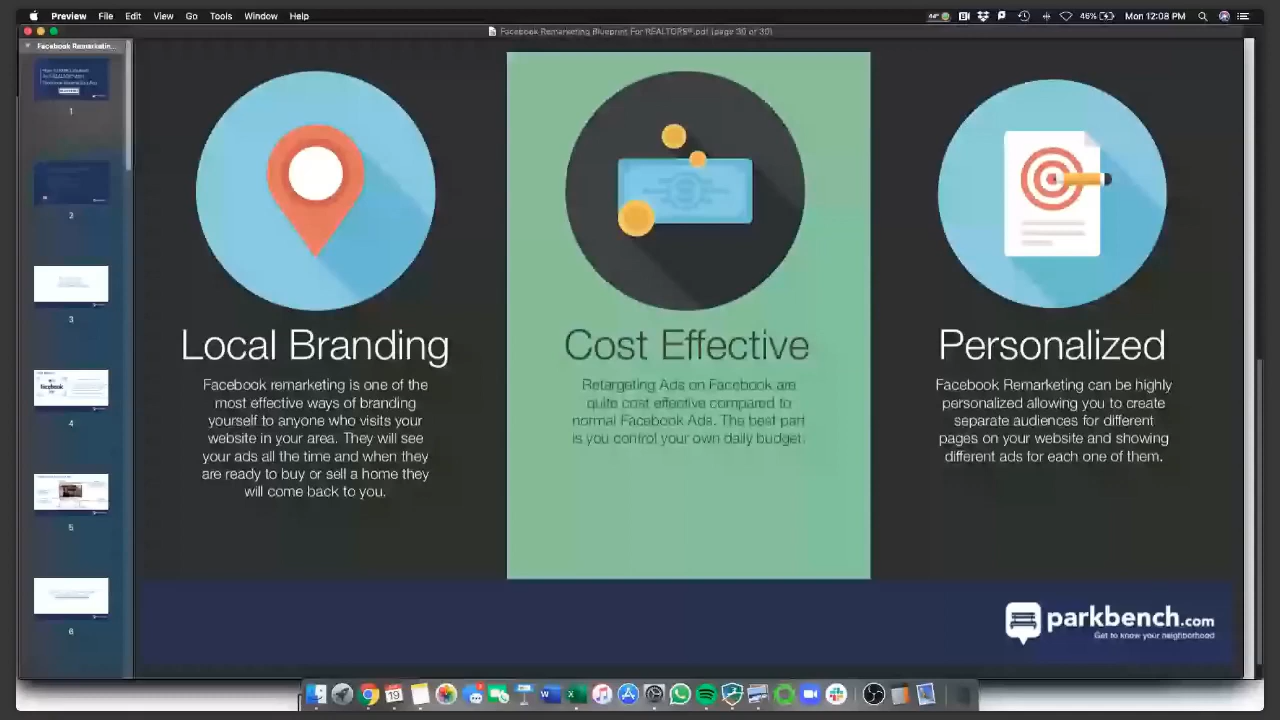 Preview File Edit View Go Tools Window Help
46% Mon 12:08 PM
Facebook Remarketin...
Facebook Remarketing Blueprint For REALTORS®.pdf (page 30 of 30)
1
2
3
4
5
6
Local Branding
Facebook remarketing is one of the
most effective ways of branding
yourself to anyone who visits your
website in your area. They will see
your ads all the time and when they
are ready to buy or sell a home they
will come back to you.
Cost Effective
Retargeting Ads on Facebook are
quite cost effective compared to
normal Facebook Ads. The best part
is you control your own daily budget.
Personalized
Facebook Remarketing can be highly
personalized allowing you to create
separate audiences for different
pages on your website and showing
different ads for each one of them.
parkbench.com
Get to know your neighborhood
19